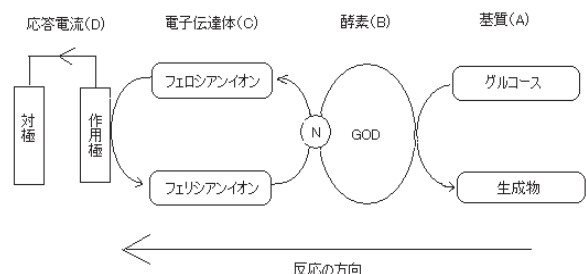 応答電流(D)
電子伝達体(C)
酵素(B)
基質(A)
フェロシアンイオン
グルコース
対極
作用極
N
GOD
フェリシアンイオン
生成物
反応の方向